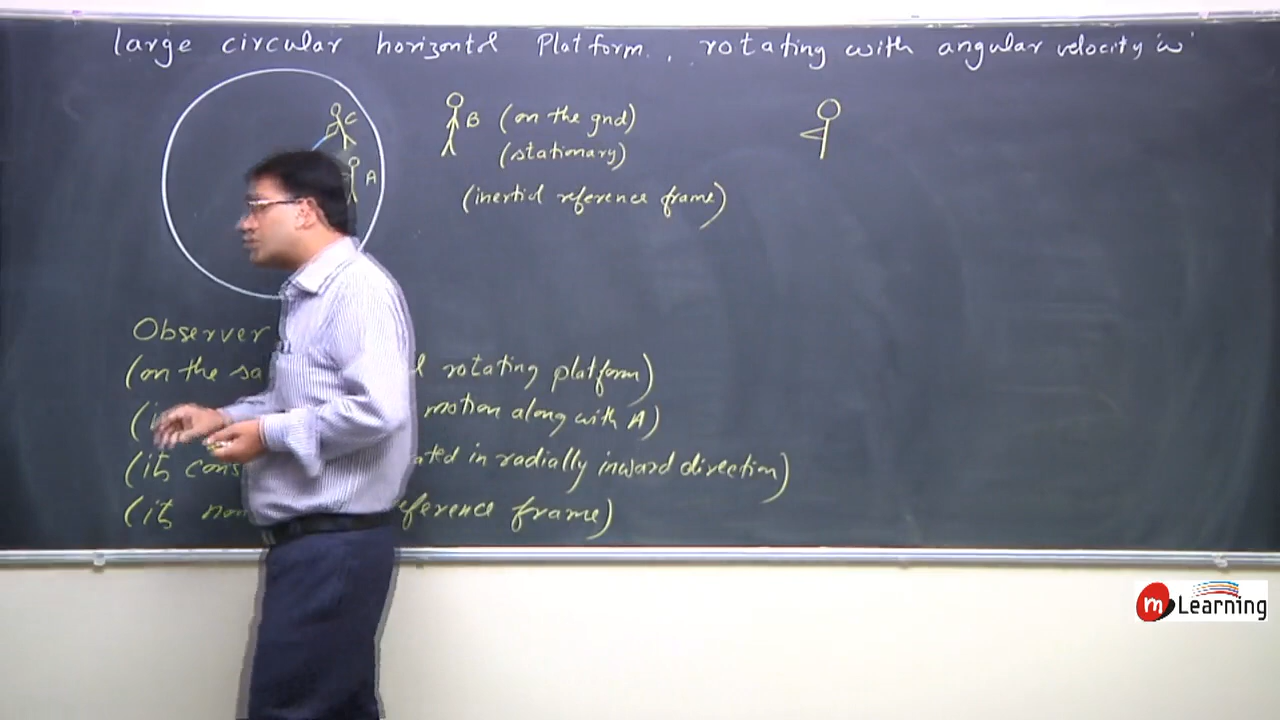 large circular horizontal Platform, rotating with angular velocity 'ω'
C
A
B (on the gnd)
(stationary)
(inertial reference frame)
Observer
(on the sa rotating platform)
motion along with A)
(its cons ated in radially inward direction)
(its non eference frame)
m Learning